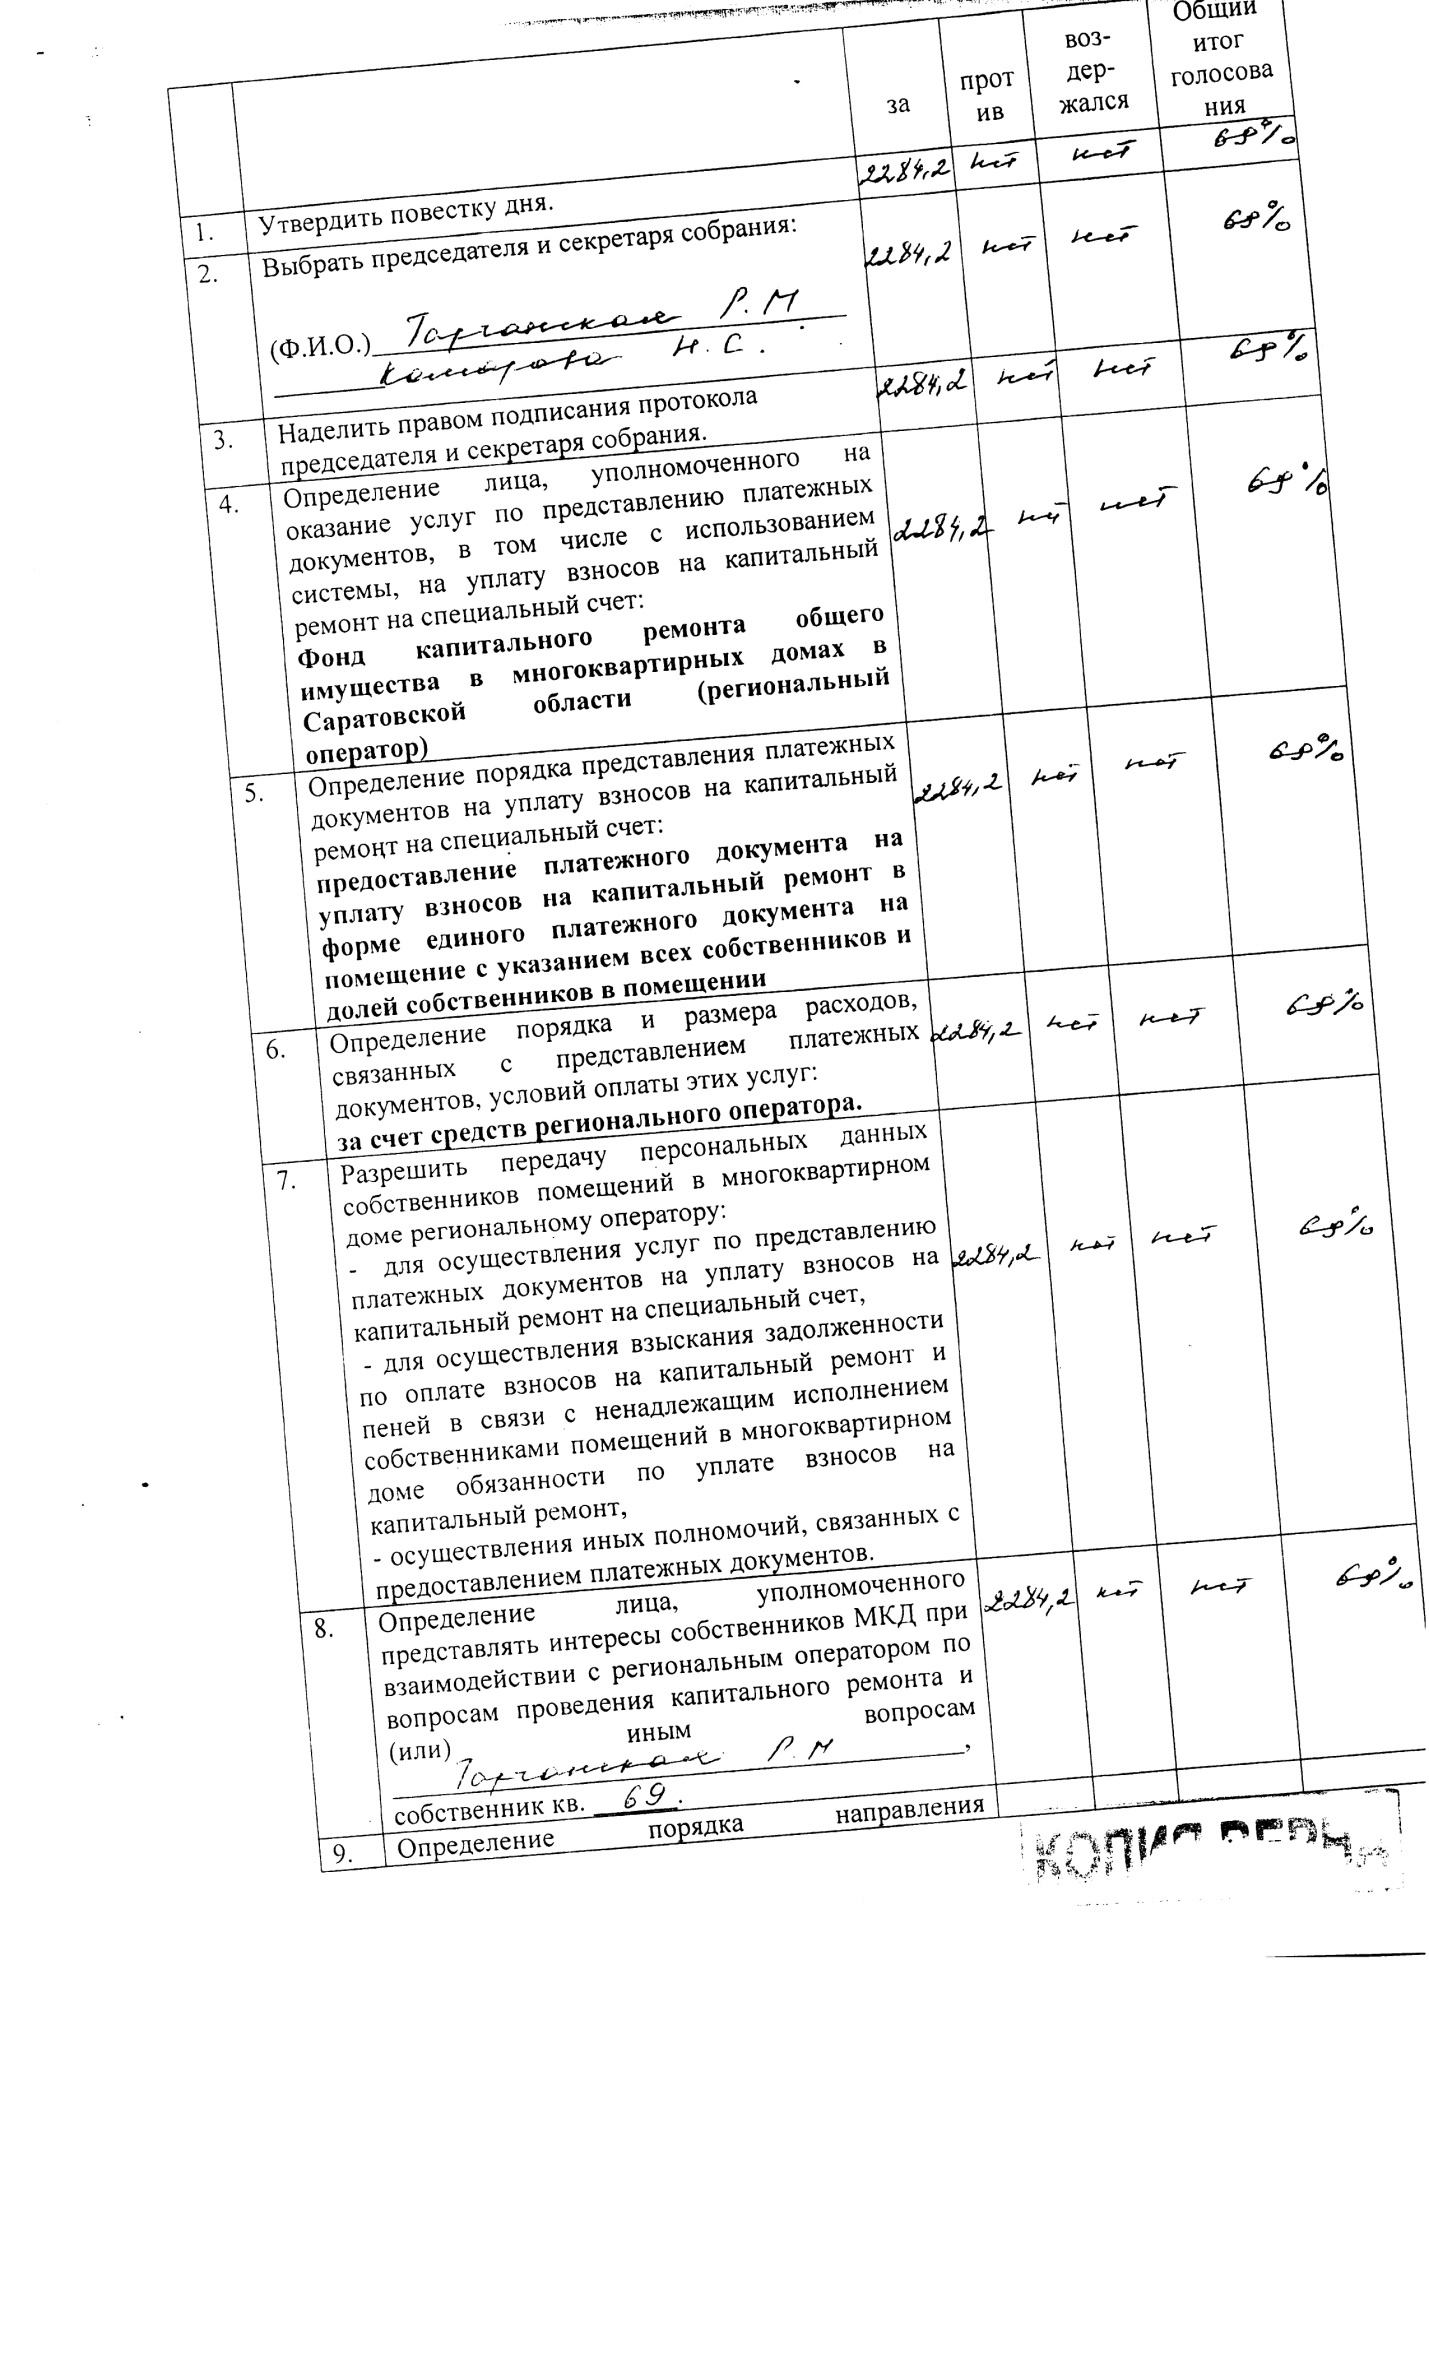 за
прот
ив
воз-
дер-
жался
Общий
итог
голосова
ния
1. Утвердить повестку дня. 2284,2 нет нет
2. Выбрать председателя и секретаря собрания: 2284,2 нет нет
(Ф.И.О.) Р.М
Комарова Н.С.
3. Наделить правом подписания протокола 2284,2 нет нет
председателя и секретаря собрания.
4. Определение лица, уполномоченного на
оказание услуг по представлению платежных
документов, в том числе с использованием 2284,2 нет нет
системы, на уплату взносов на капитальный
ремонт на специальный счет:
Фонд капитального ремонта общего
имущества в многоквартирных домах в
Саратовской области (региональный
оператор)
5. Определение порядка представления платежных
документов на уплату взносов на капитальный 2284,2 нет нет
ремонт на специальный счет:
предоставление платежного документа на
уплату взносов на капитальный ремонт в
форме единого платежного документа на
помещение с указанием всех собственников и
долей собственников в помещении
6. Определение порядка и размера расходов, 2284,2 нет нет
связанных с представлением платежных
документов, условий оплаты этих услуг:
за счет средств регионального оператора.
7. Разрешить передачу персональных данных
собственников помещений в многоквартирном
доме региональному оператору:
- для осуществления услуг по представлению 2284,2 нет нет
платежных документов на уплату взносов на
капитальный ремонт на специальный счет,
- для осуществления взыскания задолженности
по оплате взносов на капитальный ремонт и
пеней в связи с ненадлежащим исполнением
собственниками помещений в многоквартирном
доме обязанности по уплате взносов на
капитальный ремонт,
- осуществления иных полномочий, связанных с
предоставлением платежных документов.
8. Определение лица, уполномоченного 2284,2 нет нет
представлять интересы собственников МКД при
взаимодействии с региональным оператором по
вопросам проведения капитального ремонта и
(или) иным вопросам
Р.М ,
собственник кв. 69.
9. Определение порядка направления
КОПИЯ ВЕРНА